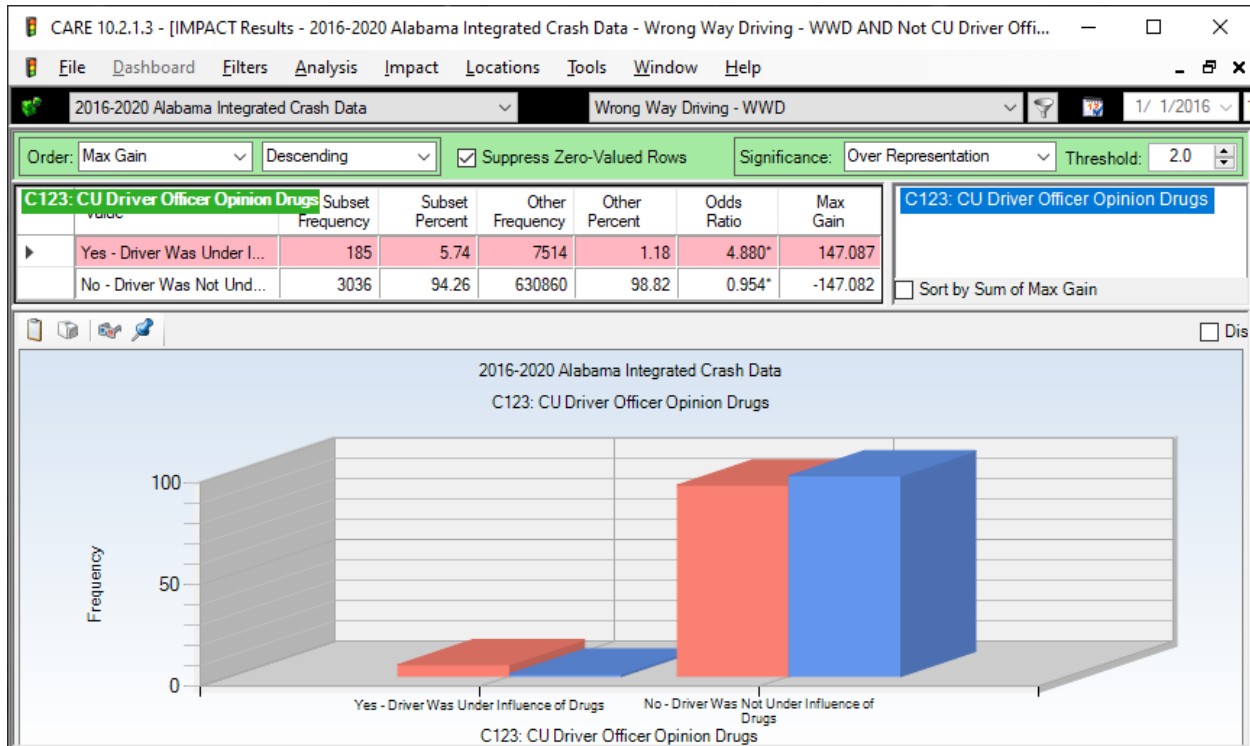 CARE 10.2.1.3 - [IMPACT Results - 2016-2020 Alabama Integrated Crash Data - Wrong Way Driving - WWD AND Not CU Driver Offi...
File Dashboard Filters Analysis Impact Locations Tools Window Help
2016-2020 Alabama Integrated Crash Data Wrong Way Driving - WWD 1/ 1/2016
Order: Max Gain Descending Suppress Zero-Valued Rows Significance: Over Representation Threshold: 2.0
C123: CU Driver Officer Opinion Drugs Subset Frequency Subset Percent Other Frequency Other Percent Odds Ratio Max Gain
Yes - Driver Was Under I... 185 5.74 7514 1.18 4.880* 147.087
No - Driver Was Not Und... 3036 94.26 630860 98.82 0.954* -147.082
C123: CU Driver Officer Opinion Drugs
Sort by Sum of Max Gain
Dis
2016-2020 Alabama Integrated Crash Data
C123: CU Driver Officer Opinion Drugs
100
50
0
Frequency
Yes - Driver Was Under Influence of Drugs
No - Driver Was Not Under Influence of
Drugs
C123: CU Driver Officer Opinion Drugs